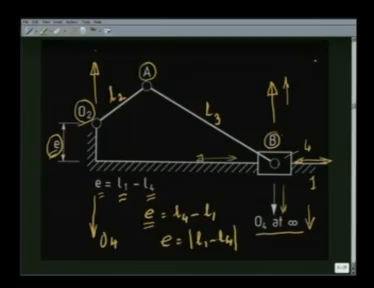 A
l₂
O₂
l₃
e
B
4
1
e = l₁ - l₄
O₄ at ∞
e = l₄ - l₁
O4
e = |l₁ - l₄|